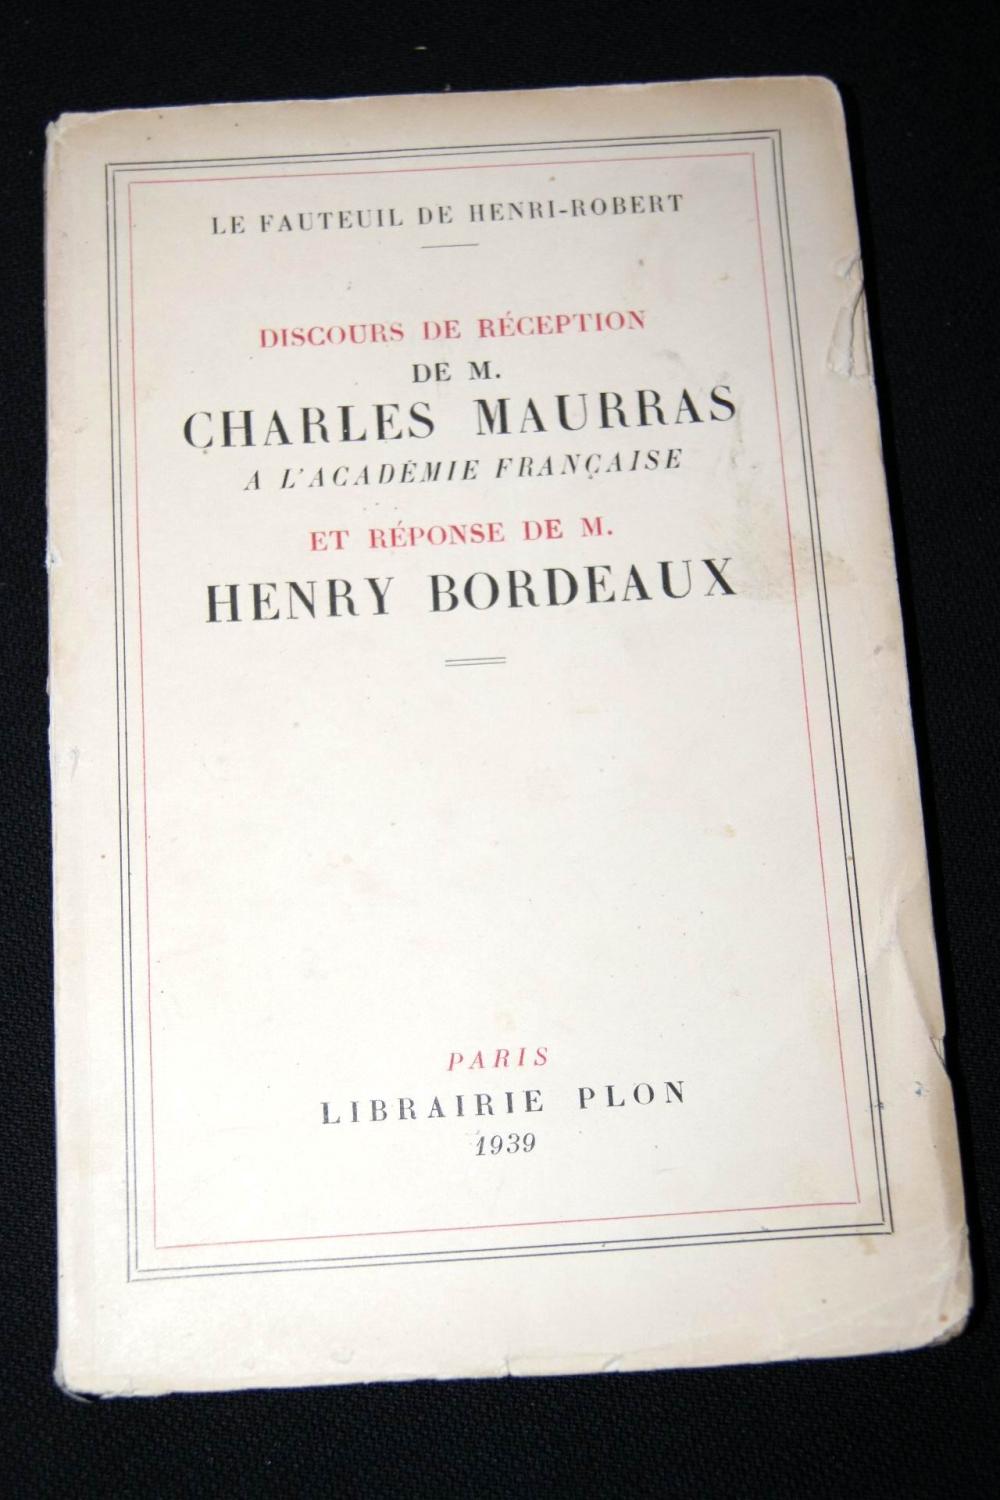 LE FAUTEUIL DE HENRI-ROBERT
DISCOURS DE RÉCEPTION
DE M.
CHARLES MAURRAS
A L'ACADÉMIE FRANÇAISE
ET RÉPONSE DE M.
HENRY BORDEAUX
PARIS
LIBRAIRIE PLON
1939